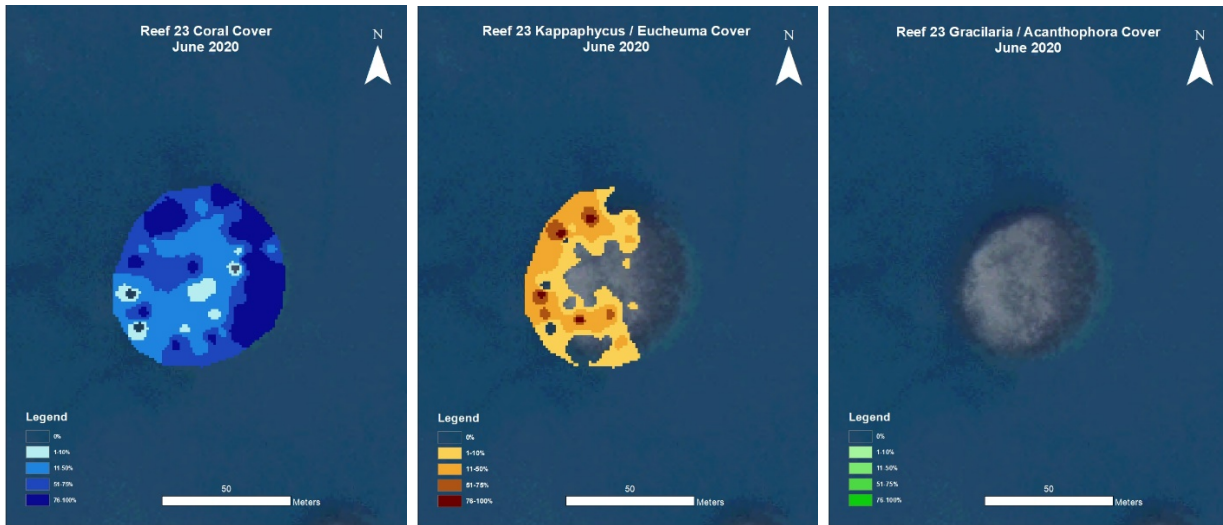 Reef 23 Coral Cover
June 2020
N
Legend
0%
1-10%
11-50%
51-75%
76-100%
50
Meters
Reef 23 Kappaphycus / Eucheuma Cover
June 2020
N
Legend
0%
1-10%
11-50%
51-75%
76-100%
50
Meters
Reef 23 Gracilaria / Acanthophora Cover
June 2020
N
Legend
0%
1-10%
11-50%
51-75%
76-100%
50
Meters